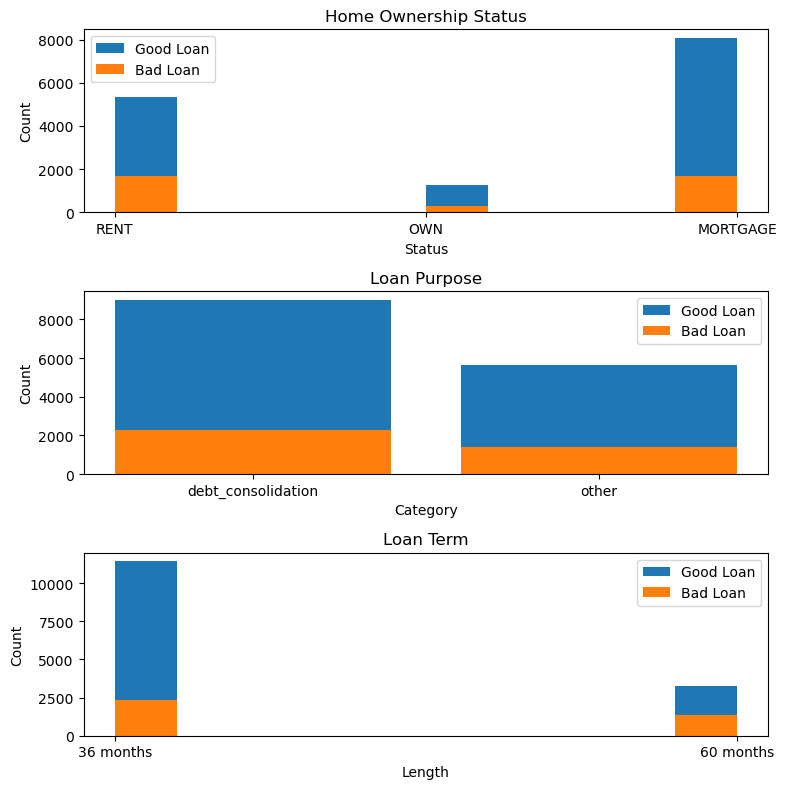 Home Ownership Status
8000
6000
4000
2000
0
Count
Good Loan
Bad Loan
RENT
OWN
MORTGAGE
Status
Loan Purpose
8000
6000
4000
2000
0
Count
Good Loan
Bad Loan
debt_consolidation
other
Category
Loan Term
10000
7500
5000
2500
0
Count
Good Loan
Bad Loan
36 months
60 months
Length